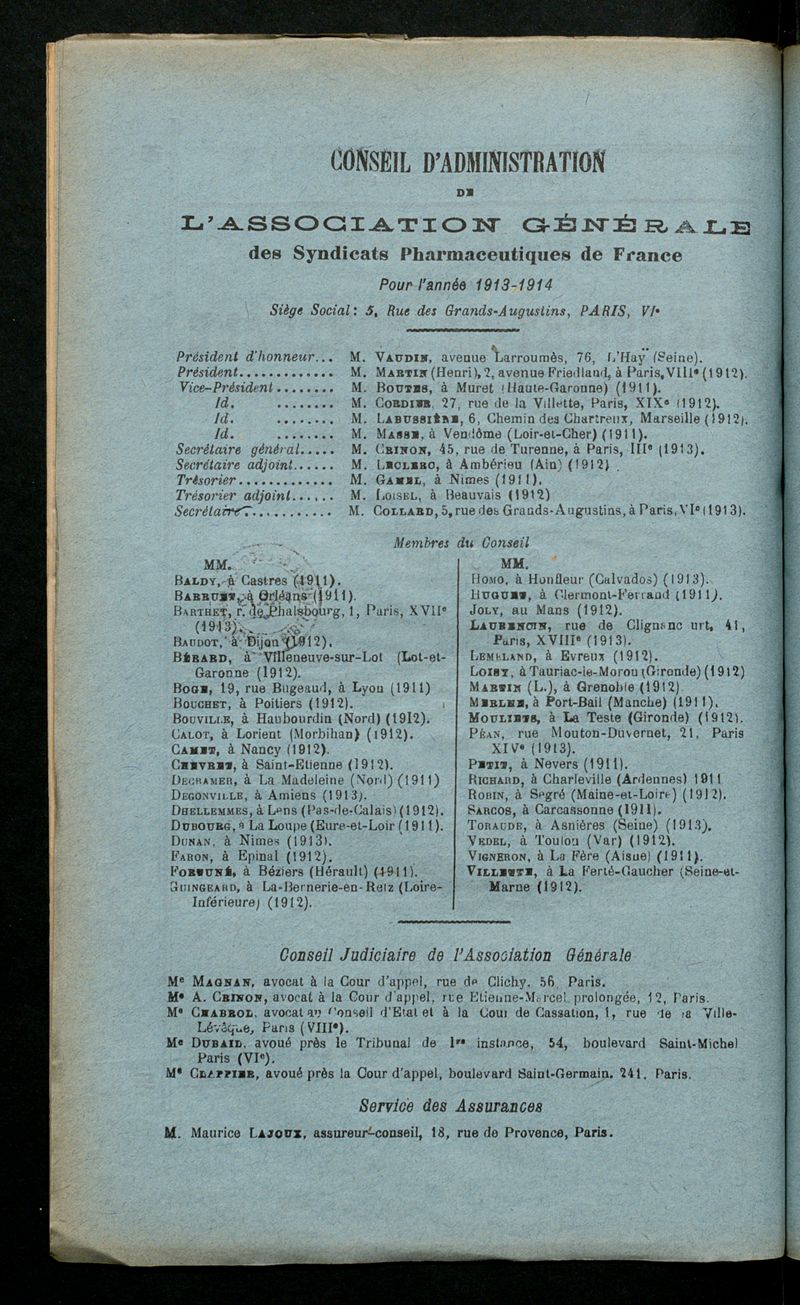 CONSEIL D'ADMINISTRATION
DE
L'ASSOCIATION GÉNÉRALE
des Syndicats Pharmaceutiques de France
Pour l'année 1913-1914
Siège Social : 5, Rue des Grands-Augustins, PARIS, VIe
Président d'honneur... M. VAUDIN, avenue Larroumès, 76, L'Haÿ (Seine).
Président............. M. MARTIN (Henri), 2, avenue Friedland, à Paris, VIIIe (1912).
Vice-Président........ M. BOUTES, à Muret (Haute-Garonne) (1911).
Id. ........ M. CORDIER, 27, rue de la Villette, Paris, XIXe (1912).
Id. ........ M. LABUSSIÈRE, 6, Chemin des Chartreux, Marseille (1912).
Id. ........ M. MASSE, à Vendôme (Loir-et-Cher) (1911).
Secrétaire général..... M. CRINON, 45, rue de Turenne, à Paris, IIIe (1913).
Secrétaire adjoint...... M. LECLERC, à Ambérieu (Ain) (1912).
Trésorier............. M. GAMEL, à Nimes (1911).
Trésorier adjoint...... M. LOISEL, à Beauvais (1912)
Secrétaire............ M. COLLARD, 5, rue des Grands-Augustins, à Paris, VIe (1913).
Membres du Conseil
MM.
BALDY, à Castres (1911).
BARRUET, à Orléans (1911).
BARTHET, r. de Phalsbourg, 1, Paris, XVIIe
(1913).
BAUDOT, à Dijon (1912).
BÉRARD, à Villeneuve-sur-Lot (Lot-et-
Garonne (1912).
BOGE, 19, rue Bugeaud, à Lyon (1911)
BOUCHET, à Poitiers (1912).
BOUVILLE, à Haubourdin (Nord) (1912).
CALOT, à Lorient (Morbihan) (1912).
CAMET, à Nancy (1912).
CHEVRET, à Saint-Etienne (1912).
DECRAMER, à La Madeleine (Nord) (1911)
DEGONVILLE, à Amiens (1913).
DHELLEMMES, à Lens (Pas-de-Calais) (1912).
DUBOURG, à La Loupe (Eure-et-Loir (1911).
DUNAN, à Nimes (1913).
FARON, à Epinal (1912).
FORTUNÉ, à Béziers (Hérault) (1911).
GUINGEARD, à La-Bernerie-en-Retz (Loire-
Inférieure) (1912).
MM.
HOMO, à Honfleur (Calvados) (1913).
HUGUET, à Clermont-Ferrand (1911).
JOLY, au Mans (1912).
LAURENCIN, rue de Clignancourt, 41,
Paris, XVIIIe (1913).
LEMELAND, à Evreux (1912).
LOISY, à Tauriac-le-Moron (Gironde) (1912)
MARTIN (L.), à Grenoble (1912).
MESLER, à Port-Bail (Manche) (1911).
MOULIETS, à La Teste (Gironde) (1912).
PÉAN, rue Mouton-Duvernet, 21, Paris
XIVe (1913).
PETIT, à Nevers (1911).
RICHARD, à Charleville (Ardennes) 1911
ROBIN, à Segré (Maine-et-Loire) (1912).
SARCOS, à Carcassonne (1911).
TORAUDE, à Asnières (Seine) (1913).
VEDEL, à Toulon (Var) (1912).
VIGNERON, à La Fère (Aisne) (1911).
VILLETTE, à La Ferté-Gaucher (Seine-et-
Marne (1912).
Conseil Judiciaire de l'Association Générale
Me MAGNAN, avocat à la Cour d'appel, rue de Clichy, 56, Paris.
Me A. CRINON, avocat à la Cour d'appel, rue Etienne-Marcel prolongée, 12, Paris.
Me CHABROL, avocat au Conseil d'Etat et à la Cour de Cassation, 1, rue de la Ville-
Lévêque, Paris (VIIIe).
Me DUBAIL, avoué près le Tribunal de 1re instance, 54, boulevard Saint-Michel
Paris (VIe).
Me CLAPPIER, avoué près la Cour d'appel, boulevard Saint-Germain, 241, Paris.
Service des Assurances
M. Maurice LAJOUX, assureur-conseil, 18, rue de Provence, Paris.